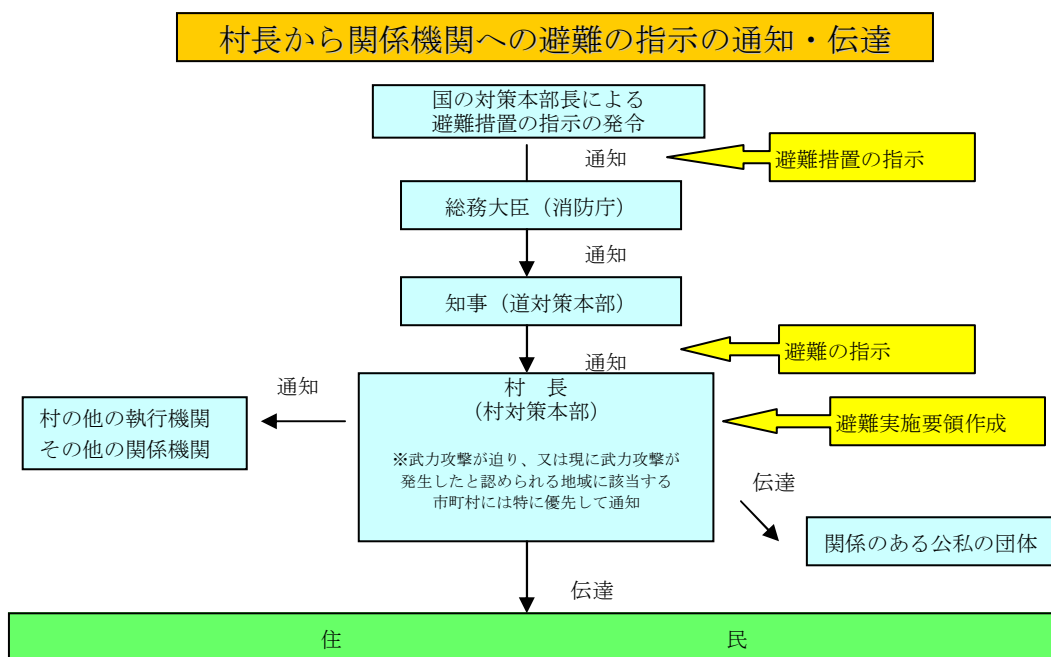 村長から関係機関への避難の指示の通知・伝達
国の対策本部長による
避難措置の指示の発令
通知
避難措置の指示
総務大臣（消防庁）
通知
知事（道対策本部）
避難の指示
通知
村　長
（村対策本部）
※武力攻撃が迫り、又は現に武力攻撃が
発生したと認められる地域に該当する
市町村には特に優先して通知
通知
村の他の執行機関
その他の関係機関
避難実施要領作成
伝達
関係のある公私の団体
伝達
住　民